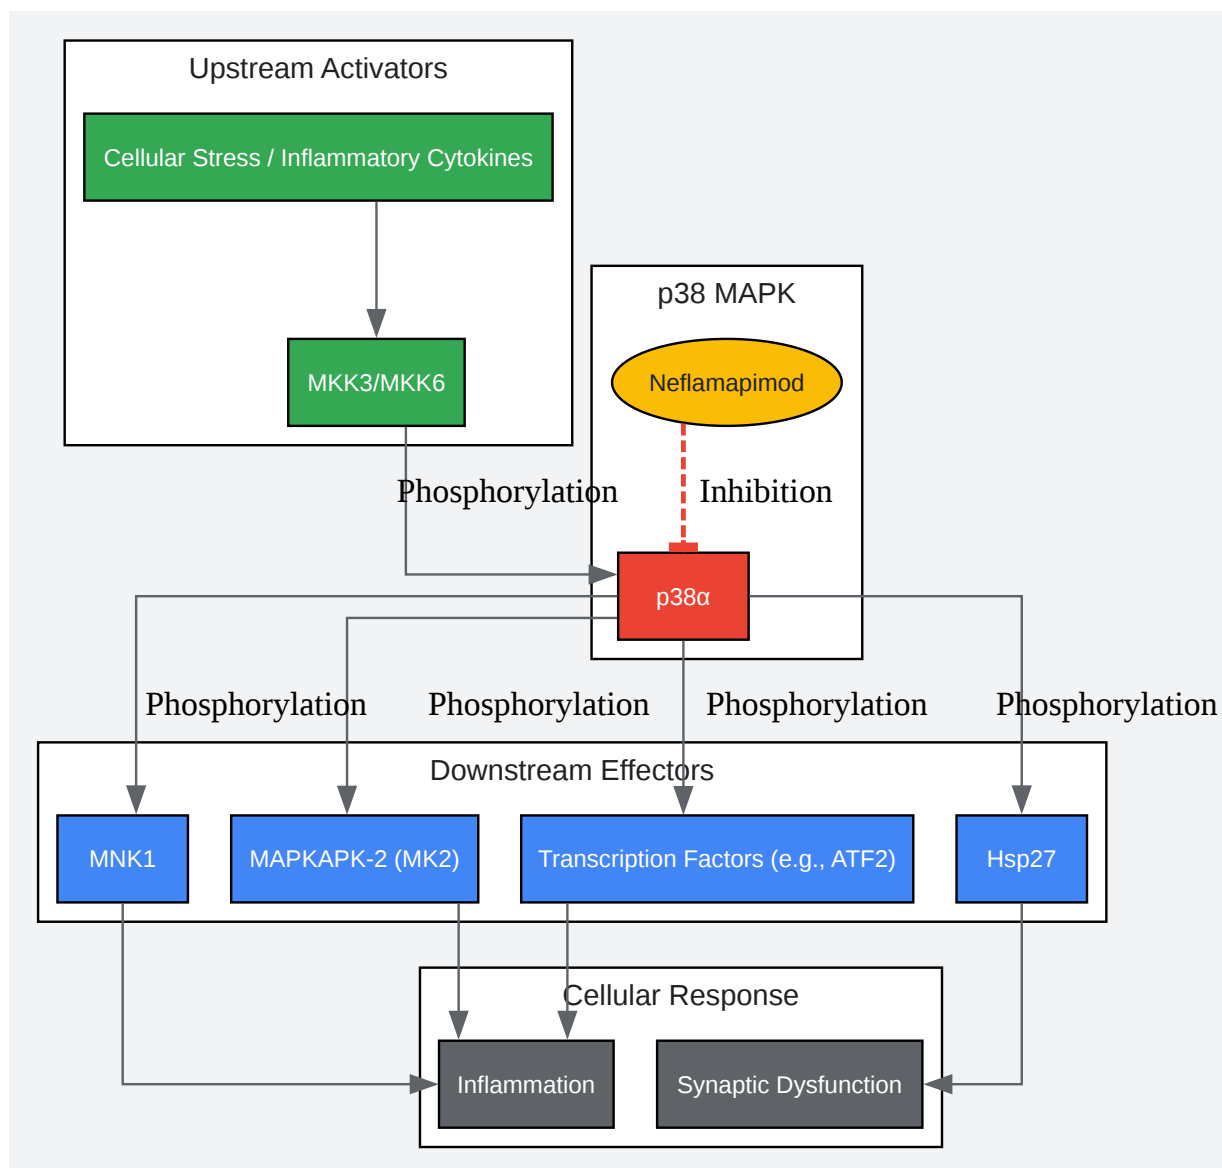 Upstream Activators
Cellular Stress / Inflammatory Cytokines
p38 MAPK
MKK3/MKK6
Neflamapimod
Phosphorylation
Inhibition
p38α
Phosphorylation
Phosphorylation
Phosphorylation
Phosphorylation
Downstream Effectors
MNK1
MAPKAPK-2 (MK2)
Transcription Factors (e.g., ATF2)
Hsp27
Cellular Response
Inflammation
Synaptic Dysfunction